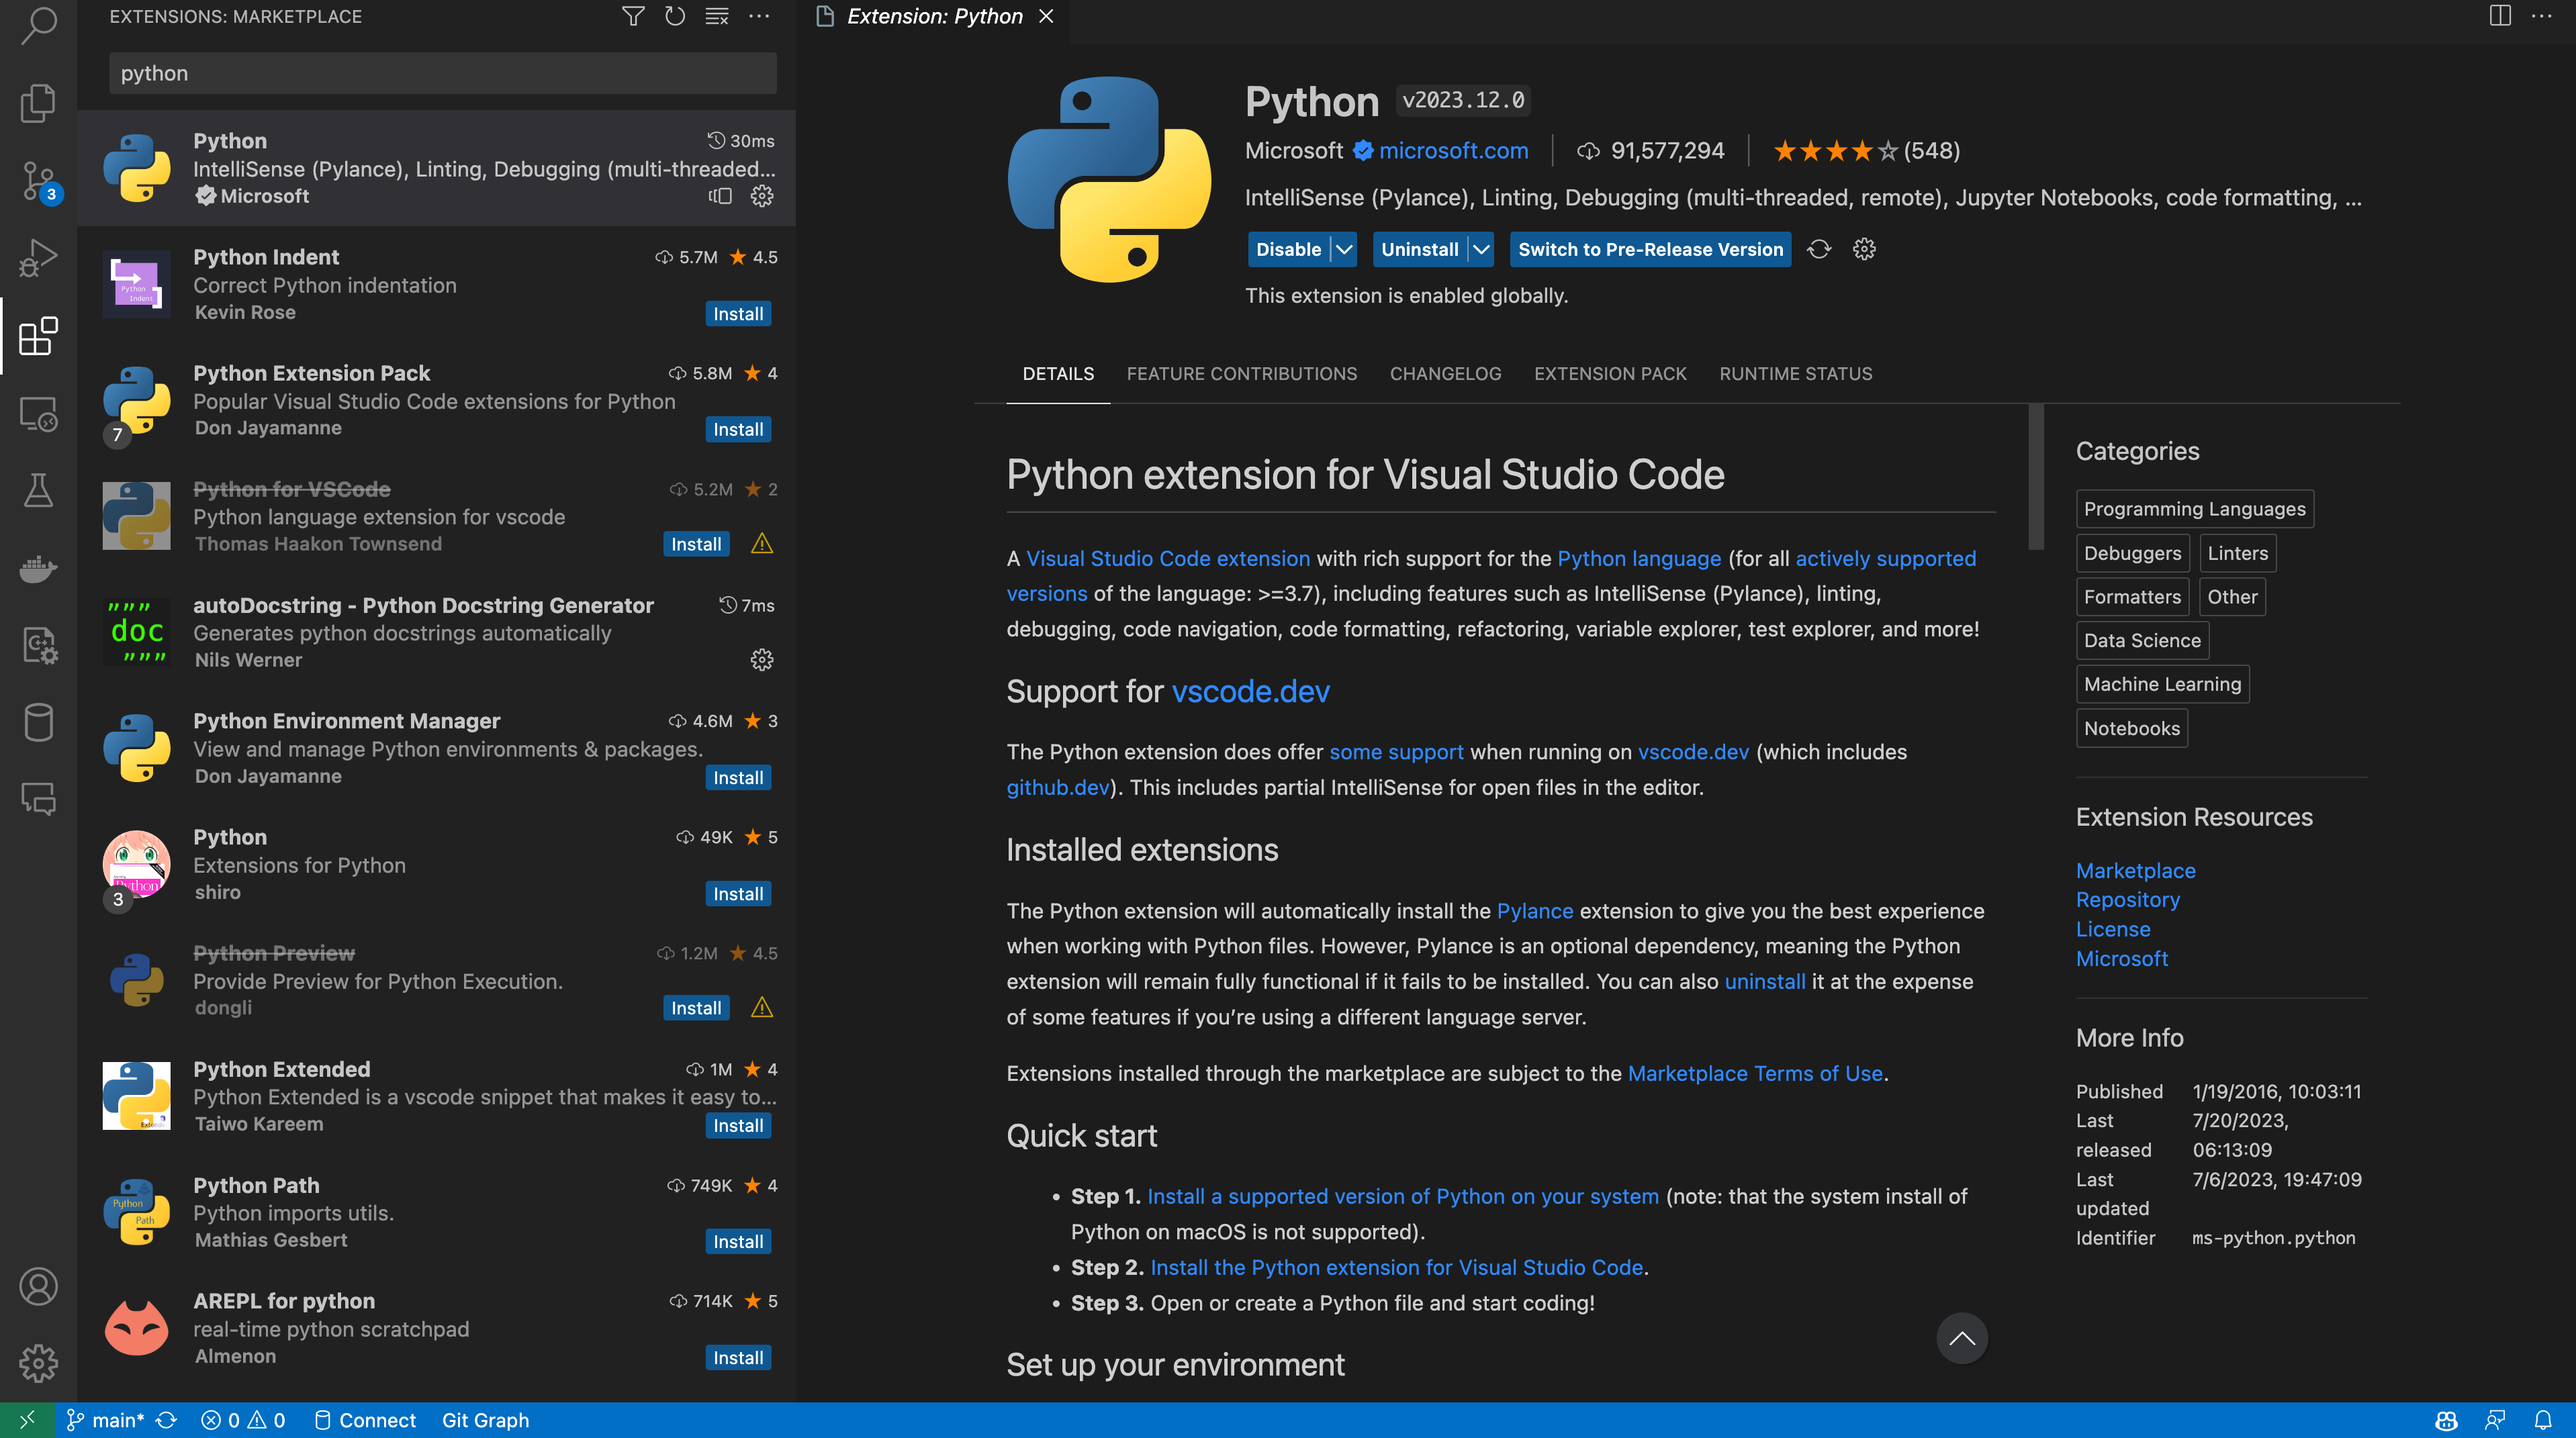 EXTENSIONS: MARKETPLACE
python
Python
30ms
IntelliSense (Pylance), Linting, Debugging (multi-threaded...
Microsoft
3
Python Indent
5.7M 4.5
Correct Python indentation
Kevin Rose
Install
Python
Indent
Python Extension Pack
5.8M 4
Popular Visual Studio Code extensions for Python
Don Jayamanne
Install
7
Python for VSCode
5.2M 2
Python language extension for vscode
Thomas Haakon Townsend
Install
autoDocstring - Python Docstring Generator
7ms
Generates python docstrings automatically
Nils Werner
"""
doc
"""
Python Environment Manager
4.6M 3
View and manage Python environments & packages.
Don Jayamanne
Install
Python
49K 5
Extensions for Python
shiro
Install
3
Python Preview
1.2M 4.5
Provide Preview for Python Execution.
dongli
Install
Python Extended
1M 4
Python Extended is a vscode snippet that makes it easy to...
Taiwo Kareem
Install
Python Path
749K 4
Python imports utils.
Mathias Gesbert
Install
Python
Path
AREPL for python
714K 5
real-time python scratchpad
Almenon
Install
Extension: Python
Python v2023.12.0
Microsoft microsoft.com 91,577,294 (548)
IntelliSense (Pylance), Linting, Debugging (multi-threaded, remote), Jupyter Notebooks, code formatting, ...
Disable Uninstall Switch to Pre-Release Version
This extension is enabled globally.
DETAILS FEATURE CONTRIBUTIONS CHANGELOG EXTENSION PACK RUNTIME STATUS
Python extension for Visual Studio Code
A Visual Studio Code extension with rich support for the Python language (for all actively supported
versions of the language: >=3.7), including features such as IntelliSense (Pylance), linting,
debugging, code navigation, code formatting, refactoring, variable explorer, test explorer, and more!
Support for vscode.dev
The Python extension does offer some support when running on vscode.dev (which includes
github.dev). This includes partial IntelliSense for open files in the editor.
Installed extensions
The Python extension will automatically install the Pylance extension to give you the best experience
when working with Python files. However, Pylance is an optional dependency, meaning the Python
extension will remain fully functional if it fails to be installed. You can also uninstall it at the expense
of some features if you’re using a different language server.
Extensions installed through the marketplace are subject to the Marketplace Terms of Use.
Quick start
• Step 1. Install a supported version of Python on your system (note: that the system install of
Python on macOS is not supported).
• Step 2. Install the Python extension for Visual Studio Code.
• Step 3. Open or create a Python file and start coding!
Set up your environment
Categories
Programming Languages
Debuggers Linters
Formatters Other
Data Science
Machine Learning
Notebooks
Extension Resources
Marketplace
Repository
License
Microsoft
More Info
Published 1/19/2016, 10:03:11
Last 7/20/2023,
released 06:13:09
Last 7/6/2023, 19:47:09
updated
Identifier ms-python.python
main* 0 0 Connect Git Graph